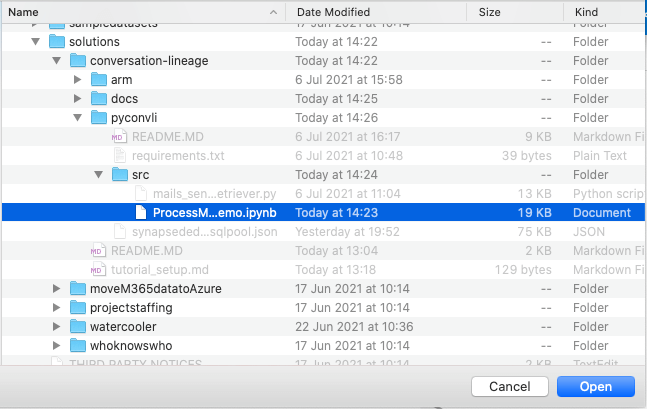 Name Date Modified Size Kind
sampledatasets 17 Jun 2021 at 10:14 -- Folder
solutions Today at 14:22 -- Folder
conversation-lineage Today at 14:22 -- Folder
arm 6 Jul 2021 at 15:58 -- Folder
docs Today at 14:25 -- Folder
pyconvli Today at 14:26 -- Folder
README.MD 6 Jul 2021 at 16:17 9 KB Markdown Fi
requirements.txt 6 Jul 2021 at 10:48 39 bytes Plain Text
src Today at 14:24 -- Folder
mails_sen...etriever.py 6 Jul 2021 at 11:04 13 KB Python script
ProcessM...emo.ipynb Today at 14:23 19 KB Document
synapseded...sqlpool.json Yesterday at 19:52 75 KB JSON
README.MD Today at 13:04 2 KB Markdown Fi
tutorial_setup.md Today at 13:18 129 bytes Markdown Fi
moveM365datatoAzure 17 Jun 2021 at 10:14 -- Folder
projectstaffing 17 Jun 2021 at 10:14 -- Folder
watercooler 22 Jun 2021 at 10:36 -- Folder
whoknowswho 17 Jun 2021 at 10:14 -- Folder
THIRD PARTY NOTICES 17 Jun 2021 at 10:14 2 KB TextEdit
Cancel Open